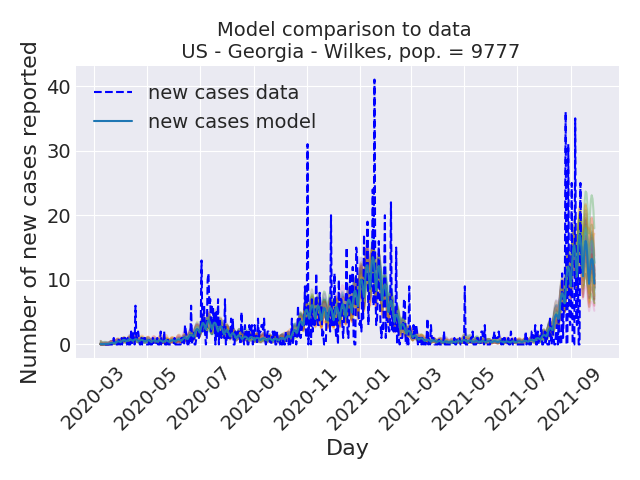 Model comparison to data
US - Georgia - Wilkes, pop. = 9777
Number of new cases reported
40
30
20
10
0
new cases data
new cases model
2020-03
2020-05
2020-07
2020-09
2020-11
2021-01
2021-03
2021-05
2021-07
2021-09
Day